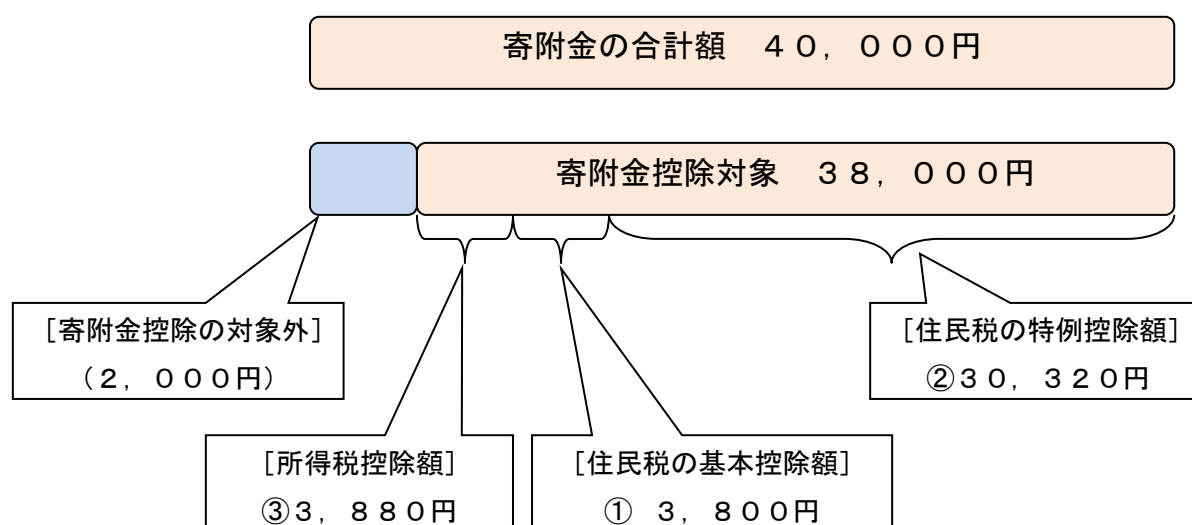 寄附金の合計額　４０，０００円
寄附金控除対象　３８，０００円
［寄附金控除の対象外］
（２，０００円）
［住民税の特例控除額］
②３０，３２０円
［所得税控除額］
③３，８８０円
［住民税の基本控除額］
①　３，８００円